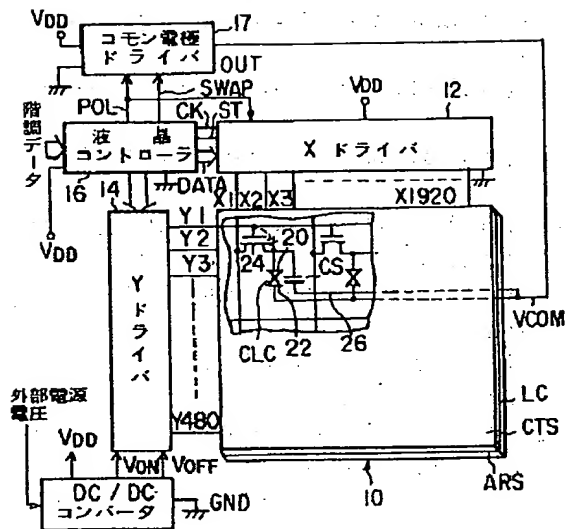 VDD
17
コモン電極
ドライバ
OUT
POL
SWAP
VDD
12
CK
ST
階調データ
液晶
コントローラ
X ドライバ
16
14
DATA
X1
X2
X3
X1920
VDD
Y1
Y2
Y3
20
24
CS
CLC
22
26
VCOM
Y ドライバ
Y480
LC
CTS
ARS
10
外部電源
電圧
VDD
VON
VOFF
DC / DC
コンバータ
GND